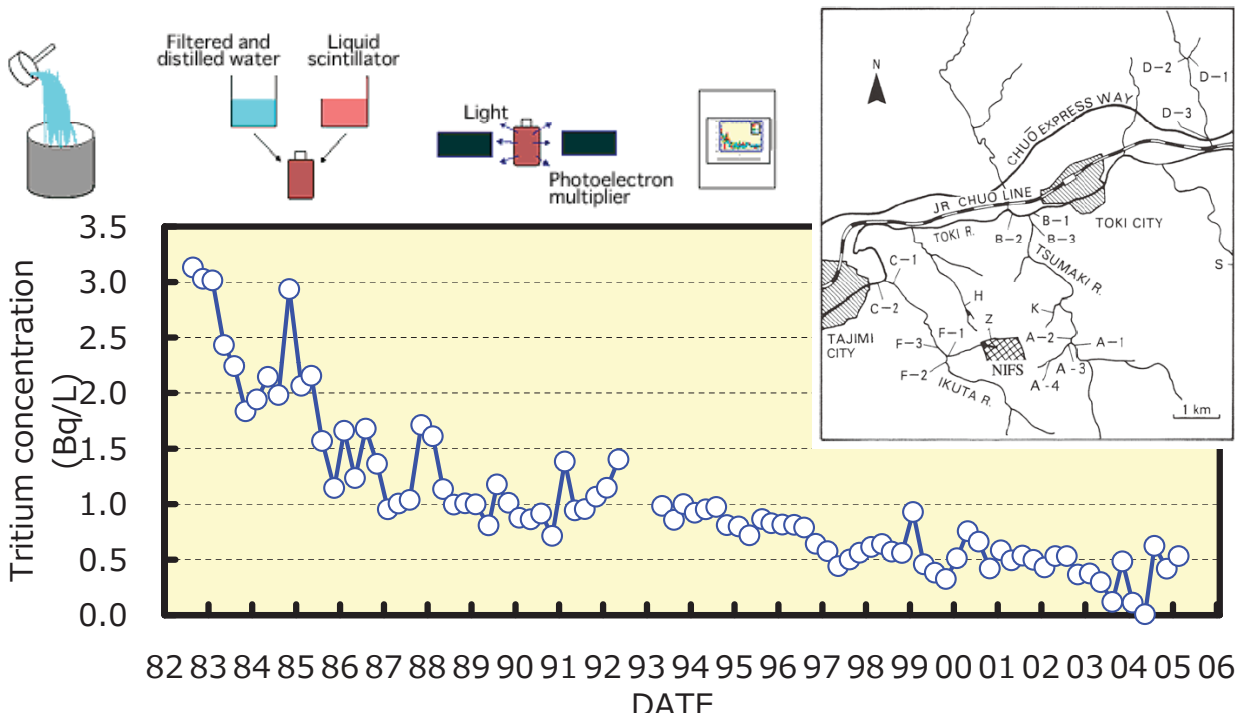 Filtered and
distilled water
Liquid
scintillator
Light
Photoelectron
multiplier
N
CHUO EXPRESS WAY
D-2
D-1
D-3
JR CHUO LINE
TOKI R.
B-1
B-2
B-3
TOKI CITY
TSUMAKI R.
S
C-1
C-2
H
Z
K
TAJIMI
CITY
F-1
F-3
F-2
NIFS
A-2
A-1
A-3
A-4
IKUTA R.
1 km
Tritium concentration
(Bq/L)
3.5
3.0
2.5
2.0
1.5
1.0
0.5
0.0
82 83 84 85 86 87 88 89 90 91 92 93 94 95 96 97 98 99 00 01 02 03 04 05 06
DATE